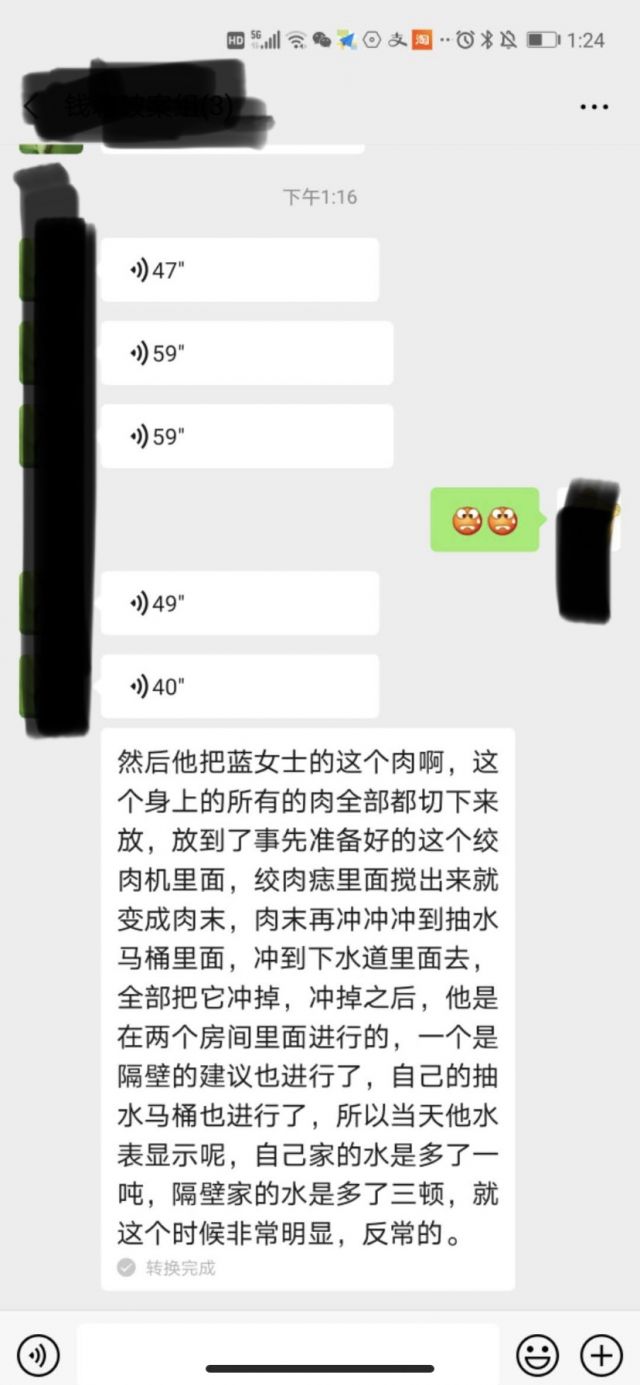 HD 5G 支 淘 1:24
破案组(3)
下午1:16
47"
59"
59"
49"
40"
然后他把蓝女士的这个肉啊，这
个身上的所有的肉全部都切下来
放，放到了事先准备好的这个绞
肉机里面，绞肉痣里面搅出来就
变成肉末，肉末再冲冲冲到抽水
马桶里面，冲到下水道里面去，
全部把它冲掉，冲掉之后，他是
在两个房间里面进行的，一个是
隔壁的建议也进行了，自己的抽
水马桶也进行了，所以当天他水
表显示呢，自己家的水是多了一
吨，隔壁家的水是多了三顿，就
这个时候非常明显，反常的。
转换完成